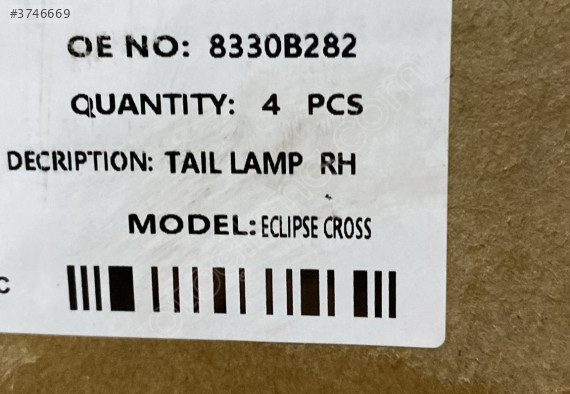 #3746669
OE NO: 8330B282
QUANTITY: 4 PCS
DECRIPTION: TAIL LAMP RH
MODEL: ECLIPSE CROSS
C